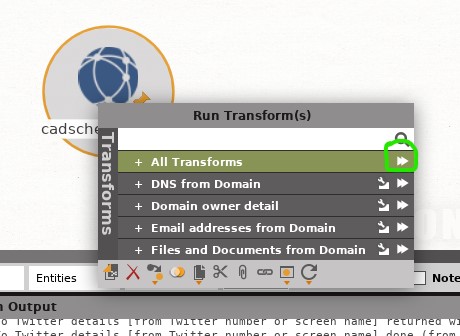 Run Transform(s)
cadsche
Transforms
+ All Transforms
+ DNS from Domain
+ Domain owner detail
+ Email addresses from Domain
+ Files and Documents from Domain
Entities
Note
n Output
o Twitter details [from Twitter number or screen name] returned wi
o Twitter details [from Twitter number or screen name] done (from